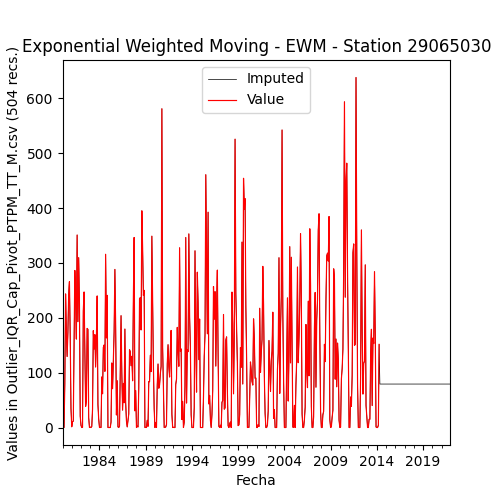 Exponential Weighted Moving - EWM - Station 29065030
Imputed
Value
Values in Outlier_IQR_Cap_Pivot_PTPM_TT_M.csv (504 recs.)
600
500
400
300
200
100
0
1984 1989 1994 1999 2004 2009 2014 2019
Fecha